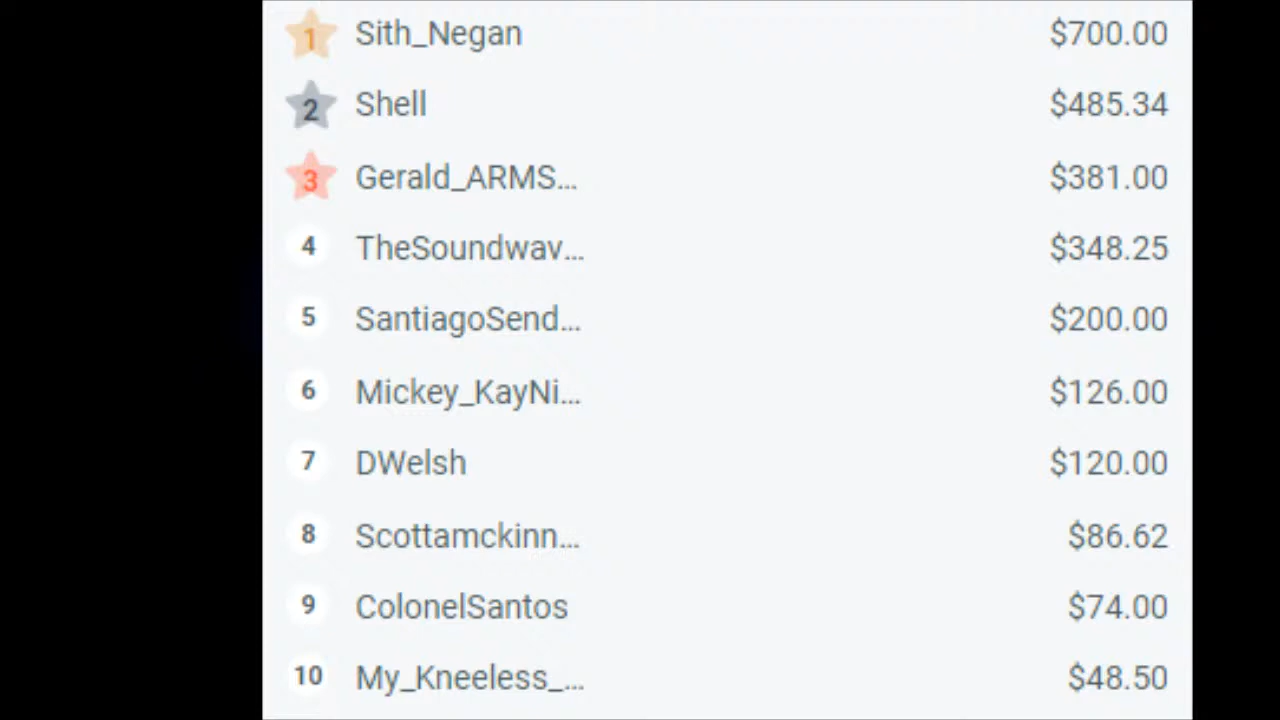 1 Sith_Negan $700.00
2 Shell $485.34
3 Gerald_ARMS... $381.00
4 TheSoundwav... $348.25
5 SantiagoSend... $200.00
6 Mickey_KayNi... $126.00
7 DWelsh $120.00
8 Scottamckinn... $86.62
9 ColonelSantos $74.00
10 My_Kneeless_... $48.50